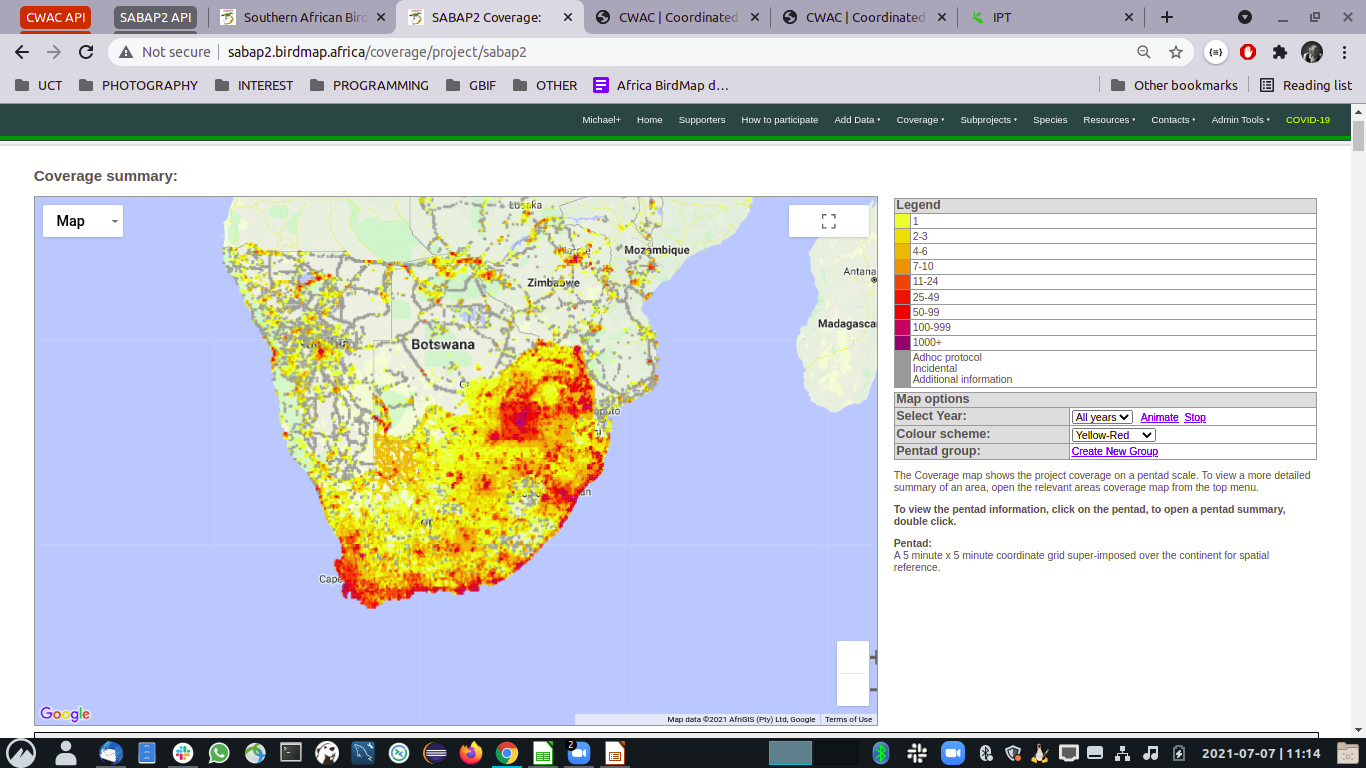 CWAC API
SABAP2 API
Southern African Bird
SABAP2 Coverage:
CWAC | Coordinated
CWAC | Coordinated
IPT
Not secure
sabap2.birdmap.africa/coverage/project/sabap2
UCT
PHOTOGRAPHY
INTEREST
PROGRAMMING
GBIF
OTHER
Africa BirdMap d…
Other bookmarks
Reading list
Michael+
Home
Supporters
How to participate
Add Data
Coverage
Subprojects
Species
Resources
Contacts
Admin Tools
COVID-19
Coverage summary:
Map
Lusaka
Mozambique
Zimbabwe
Antana
Madagascar
Botswana
Cape
Google
Map data ©2021 AfriGIS (Pty) Ltd, Google
Terms of Use
Legend
1
2-3
4-6
7-10
11-24
25-49
50-99
100-999
1000+
Adhoc protocol
Incidental
Additional information
Map options
Select Year:
All years
Animate Stop
Colour scheme:
Yellow-Red
Pentad group:
Create New Group
The Coverage map shows the project coverage on a pentad scale. To view a more detailed
summary of an area, open the relevant areas coverage map from the top menu.
To view the pentad information, click on the pentad, to open a pentad summary,
double click.
Pentad:
A 5 minute x 5 minute coordinate grid super-imposed over the continent for spatial
reference.
2
2021-07-07 | 11:14